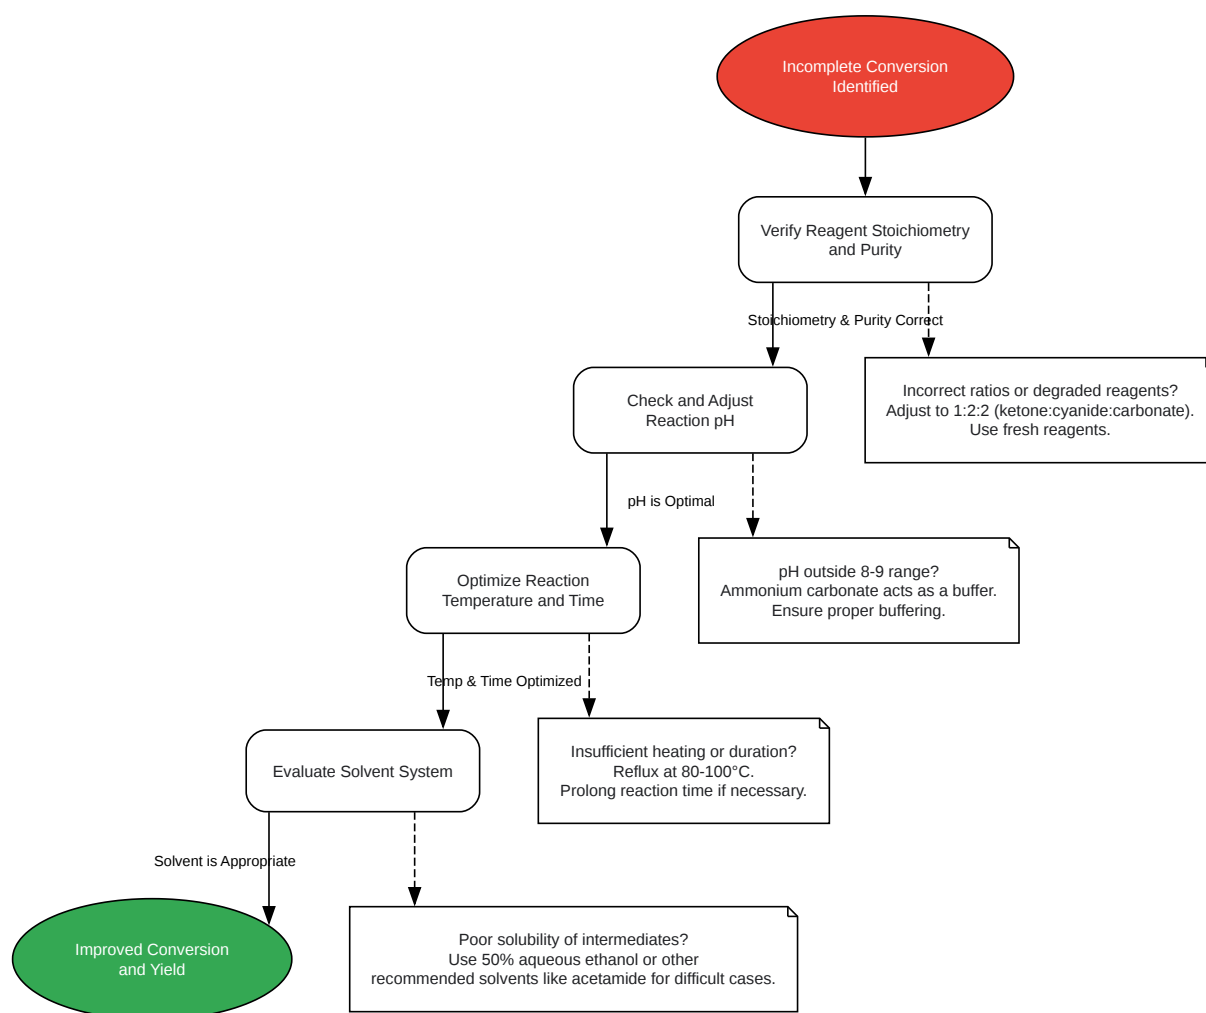 Incomplete Conversion
Identified
Verify Reagent Stoichiometry
and Purity
Stoichiometry & Purity Correct
Incorrect ratios or degraded reagents?
Adjust to 1:2:2 (ketone:cyanide:carbonate).
Use fresh reagents.
Check and Adjust
Reaction pH
pH is Optimal
pH outside 8-9 range?
Ammonium carbonate acts as a buffer.
Ensure proper buffering.
Optimize Reaction
Temperature and Time
Temp & Time Optimized
Insufficient heating or duration?
Reflux at 80-100°C.
Prolong reaction time if necessary.
Evaluate Solvent System
Solvent is Appropriate
Poor solubility of intermediates?
Use 50% aqueous ethanol or other
recommended solvents like acetamide for difficult cases.
Improved Conversion
and Yield